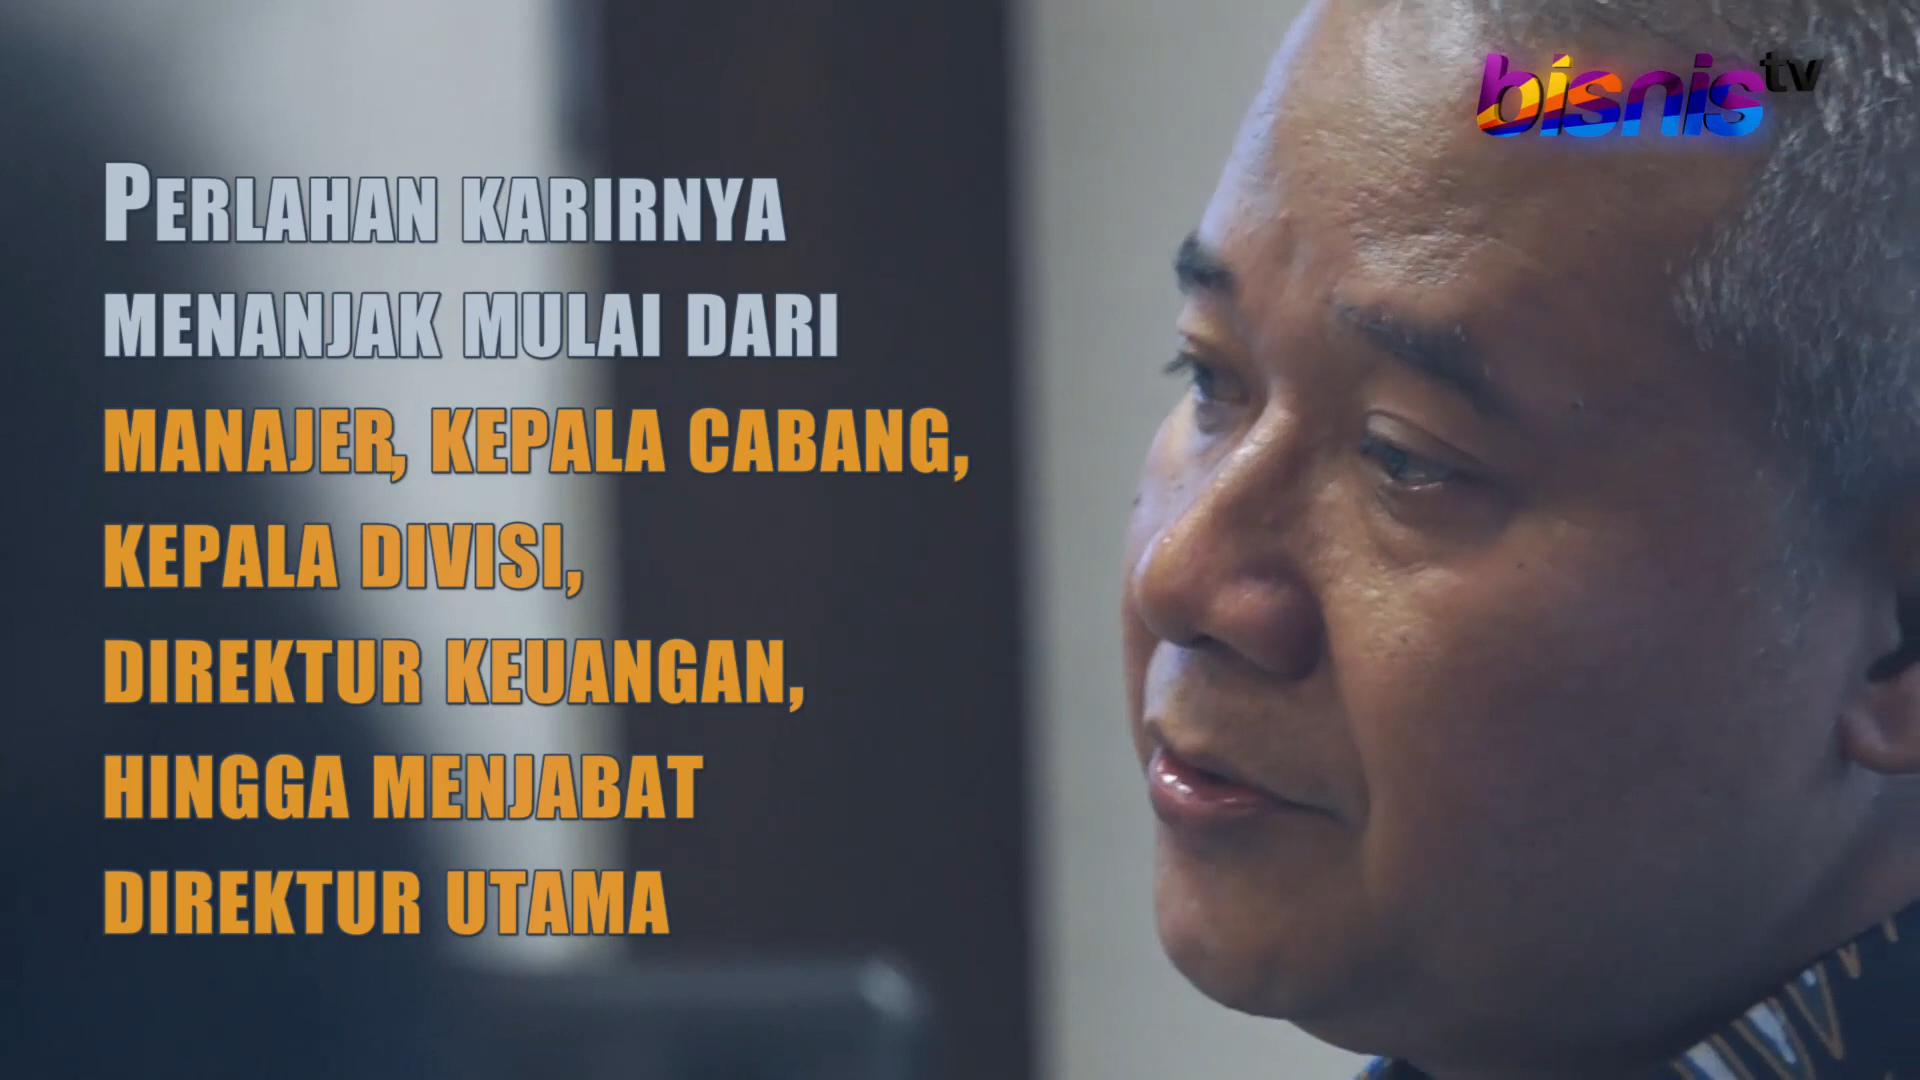 bisnis tv
PERLAHAN KARIRNYA
MENANJAK MULAI DARI
MANAJER, KEPALA CABANG,
KEPALA DIVISI,
DIREKTUR KEUANGAN,
HINGGA MENJABAT
DIREKTUR UTAMA